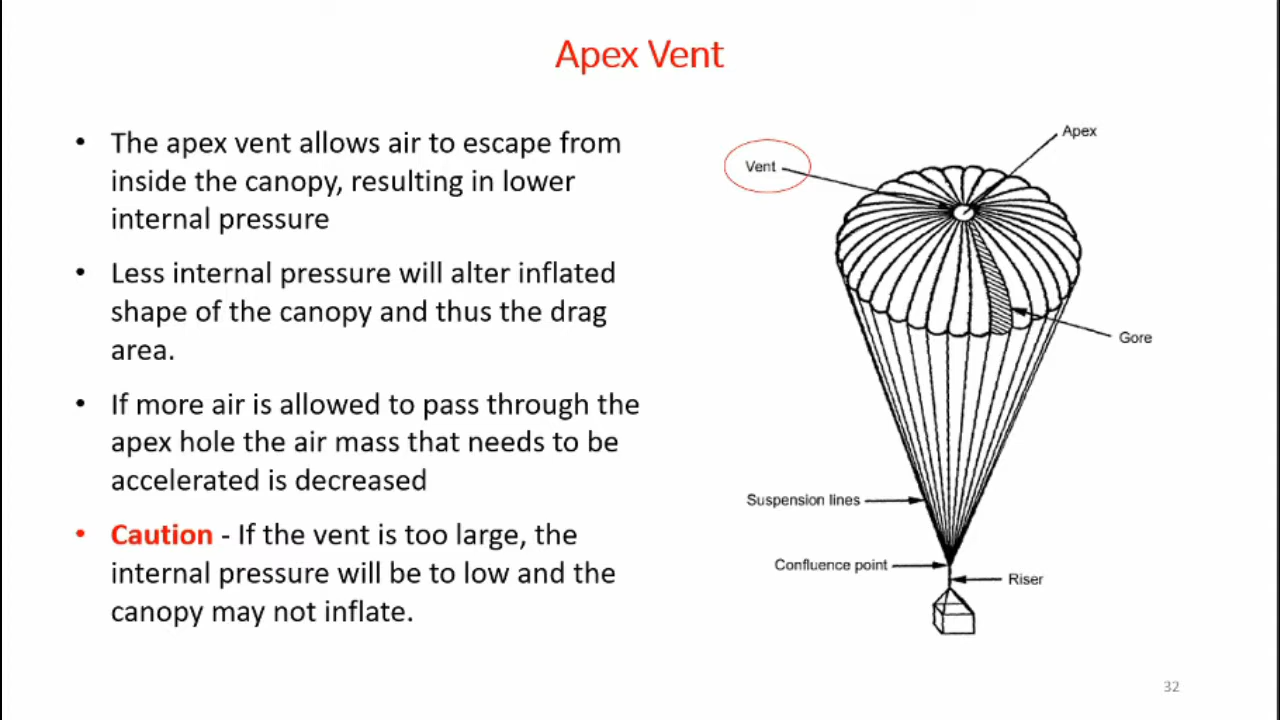 Apex Vent
• The apex vent allows air to escape from
inside the canopy, resulting in lower
internal pressure
• Less internal pressure will alter inflated
shape of the canopy and thus the drag
area.
• If more air is allowed to pass through the
apex hole the air mass that needs to be
accelerated is decreased
• Caution - If the vent is too large, the
internal pressure will be to low and the
canopy may not inflate.
Apex
Vent
Gore
Suspension lines
Confluence point
Riser
32